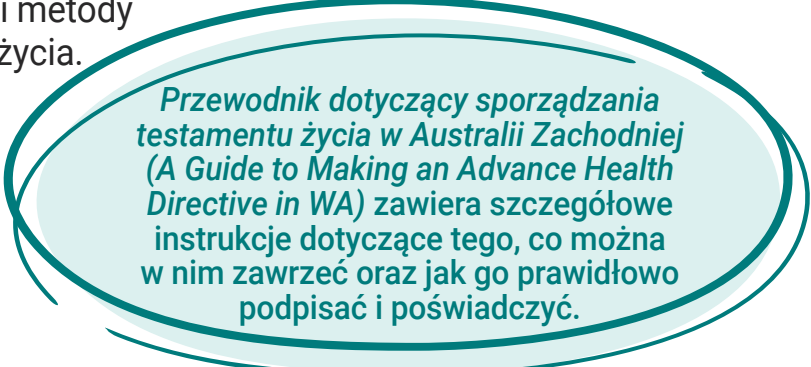 i metody
życia.
Przewodnik dotyczący sporządzania
testamentu życia w Australii Zachodniej
(A Guide to Making an Advance Health
Directive in WA) zawiera szczegółowe
instrukcje dotyczące tego, co można
w nim zawrzeć oraz jak go prawidłowo
podpisać i poświadczyć.